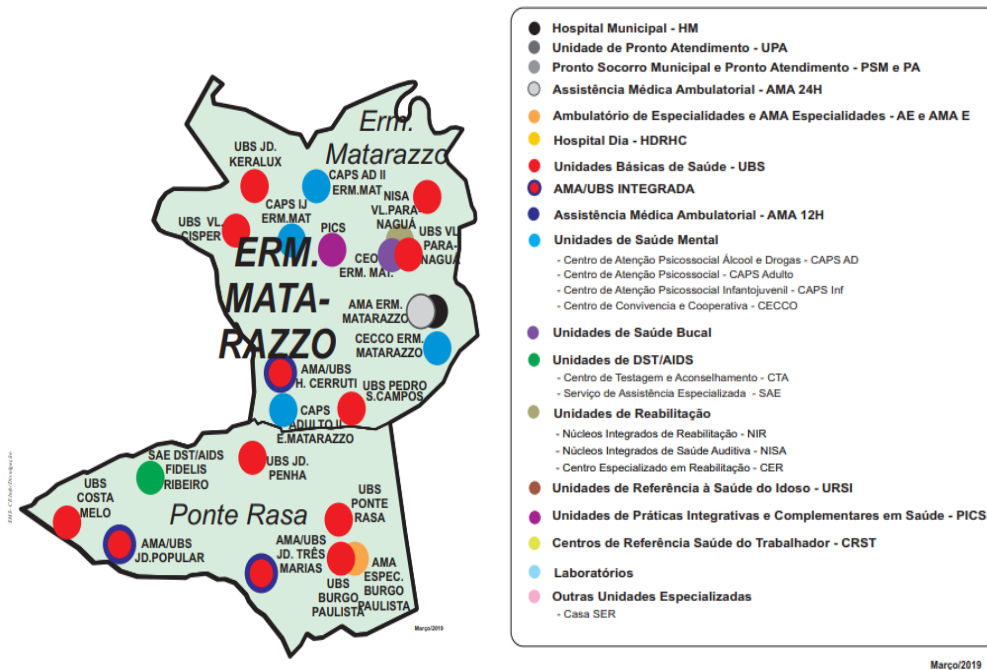 Erm.
Matarazzo
UBS JD.
KERALUX
CAPS AD II
ERM.MAT
NISA
VL.PARA-
NAGUÁ
CAPS IJ
ERM.MAT
PICS
UBS VL.
CISPER
UBS VL
PARA-
NAGUA
CEO
ERM. MAT.
ERM.
MATA-
RAZZO
AMA ERM.
MATARAZZO
CECCO ERM.
MATARAZZO
AMA/UBS
H. CERRUTI
UBS PEDRO
S.CAMPOS
CAPS
ADULTO II
E.MATARAZZO
SAE DST/AIDS
FIDELIS
RIBEIRO
UBS JD.
PENHA
UBS
COSTA
MELO
Ponte Rasa
UBS
PONTE
RASA
AMA/UBS
JD.POPULAR
AMA/UBS
JD. TRÊS
MARIAS
UBS
BURGO
PAULISTA
AMA
ESPEC.
BURGO
PAULISTA
Março/2019
Hospital Municipal - HM
Unidade de Pronto Atendimento - UPA
Pronto Socorro Municipal e Pronto Atendimento - PSM e PA
Assistência Médica Ambulatorial - AMA 24H
Ambulatório de Especialidades e AMA Especialidades - AE e AMA E
Hospital Dia - HDRHC
Unidades Básicas de Saúde - UBS
AMA/UBS INTEGRADA
Assistência Médica Ambulatorial - AMA 12H
Unidades de Saúde Mental
- Centro de Atenção Psicossocial Álcool e Drogas - CAPS AD
- Centro de Atenção Psicossocial - CAPS Adulto
- Centro de Atenção Psicossocial Infantojuvenil - CAPS Inf
- Centro de Convivencia e Cooperativa - CECCO
Unidades de Saúde Bucal
Unidades de DST/AIDS
- Centro de Testagem e Aconselhamento - CTA
- Serviço de Assistência Especializada - SAE
Unidades de Reabilitação
- Núcleos Integrados de Reabilitação - NIR
- Núcleos Integrados de Saúde Auditiva - NISA
- Centro Especializado em Reabilitação - CER
Unidades de Referência à Saúde do Idoso - URSI
Unidades de Práticas Integrativas e Complementares em Saúde - PICS
Centros de Referência Saúde do Trabalhador - CRST
Laboratórios
Outras Unidades Especializadas
- Casa SER
Março/2019